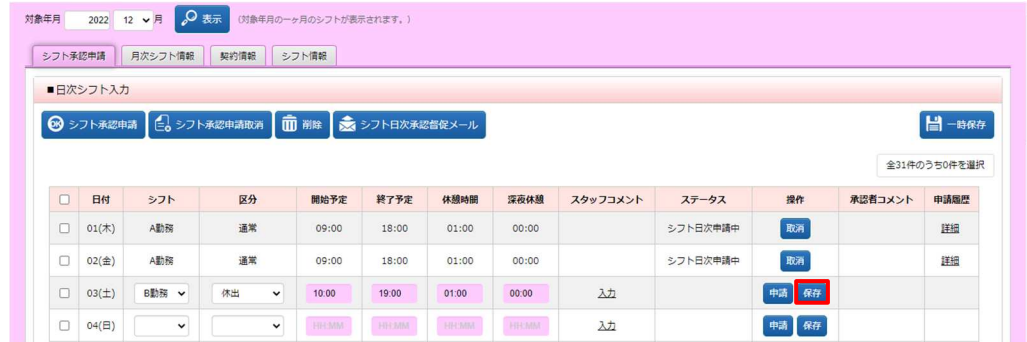 対象年月 2022 12 月 表示 (対象年月の一ヶ月のシフトが表示されます。)
シフト承認申請 月次シフト情報 契約情報 シフト情報
■日次シフト入力
OK シフト承認申請 シフト承認申請取消 削除 シフト日次承認督促メール 一時保存
全31件のうち0件を選択
日付 シフト 区分 開始予定 終了予定 休憩時間 深夜休憩 スタッフコメント ステータス 操作 承認者コメント 申請履歴
01(木) A勤務 通常 09:00 18:00 01:00 00:00 シフト日次申請中 取消 詳細
02(金) A勤務 通常 09:00 18:00 01:00 00:00 シフト日次申請中 取消 詳細
03(土) B勤務 休出 10:00 19:00 01:00 00:00 入力 申請 保存
04(日) HH:MM HH:MM HH:MM HH:MM 入力 申請 保存